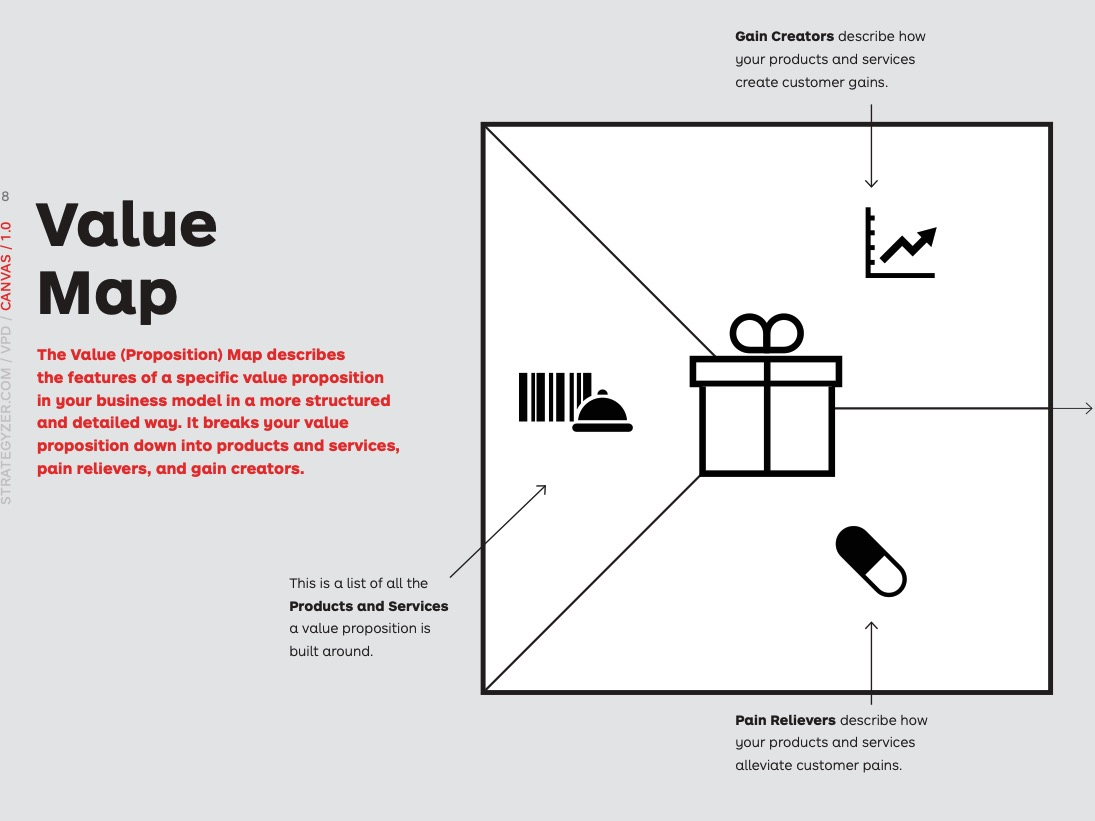 Gain Creators describe how
your products and services
create customer gains.
8
STRATEGYZER.COM / VPD / CANVAS / 1.0
Value
Map
The Value (Proposition) Map describes
the features of a specific value proposition
in your business model in a more structured
and detailed way. It breaks your value
proposition down into products and services,
pain relievers, and gain creators.
This is a list of all the
Products and Services
a value proposition is
built around.
Pain Relievers describe how
your products and services
alleviate customer pains.